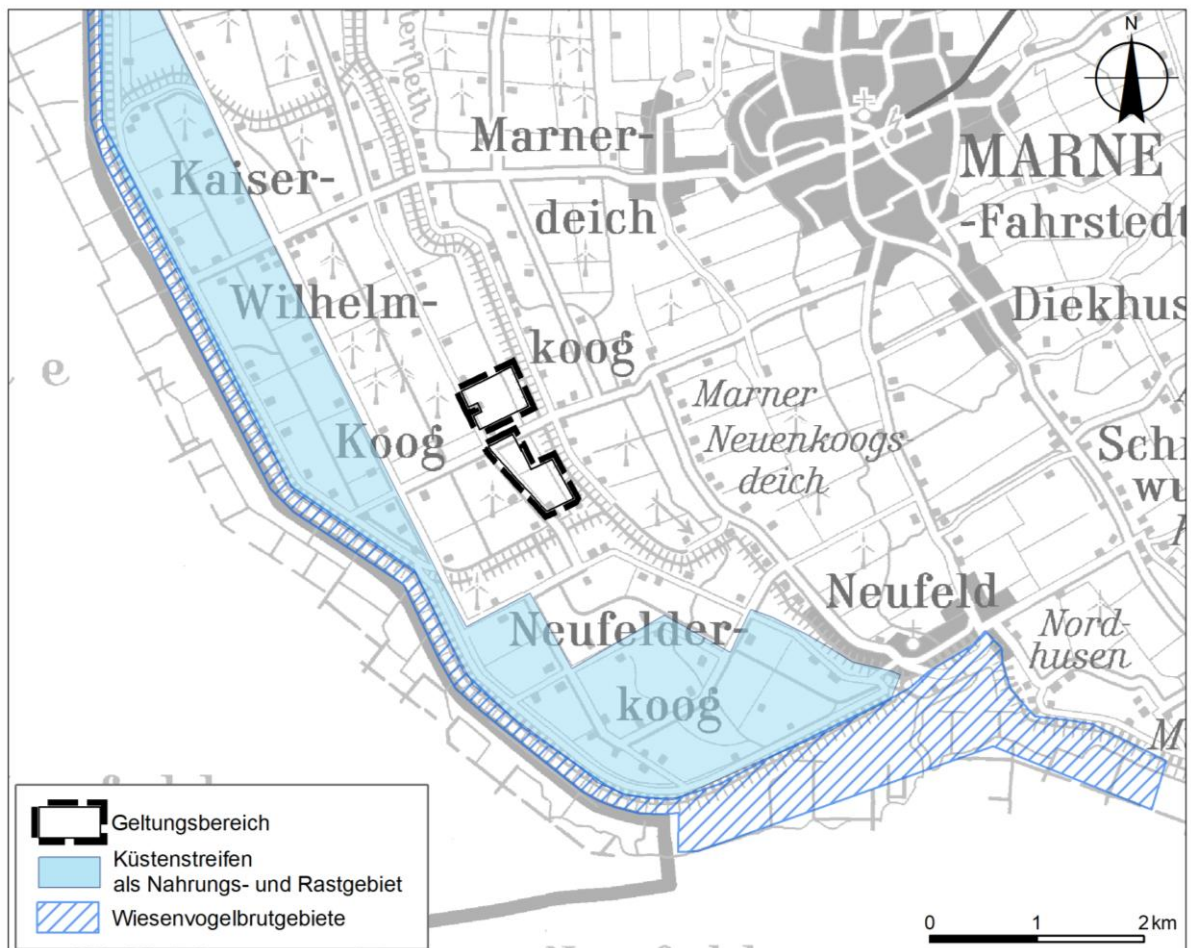 N
Marner-
deich
MARNE
-Fahrstedt
Kaiser-
Wilhelm-
koog
Koog
Diekhus
Marner
Neuenkoogs-
deich
Neufeld
Nord-
husen
Neufelder-
koog
M
Geltungsbereich
Küstenstreifen
als Nahrungs- und Rastgebiet
Wiesenvogelbrutgebiete
0 1 2 km